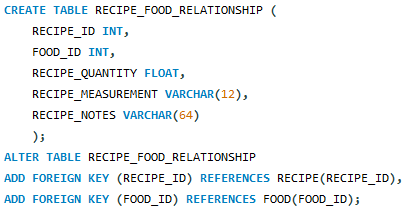 CREATE TABLE RECIPE_FOOD_RELATIONSHIP (
    RECIPE_ID INT,
    FOOD_ID INT,
    RECIPE_QUANTITY FLOAT,
    RECIPE_MEASUREMENT VARCHAR(12),
    RECIPE_NOTES VARCHAR(64)
    );
ALTER TABLE RECIPE_FOOD_RELATIONSHIP
ADD FOREIGN KEY (RECIPE_ID) REFERENCES RECIPE(RECIPE_ID),
ADD FOREIGN KEY (FOOD_ID) REFERENCES FOOD(FOOD_ID);